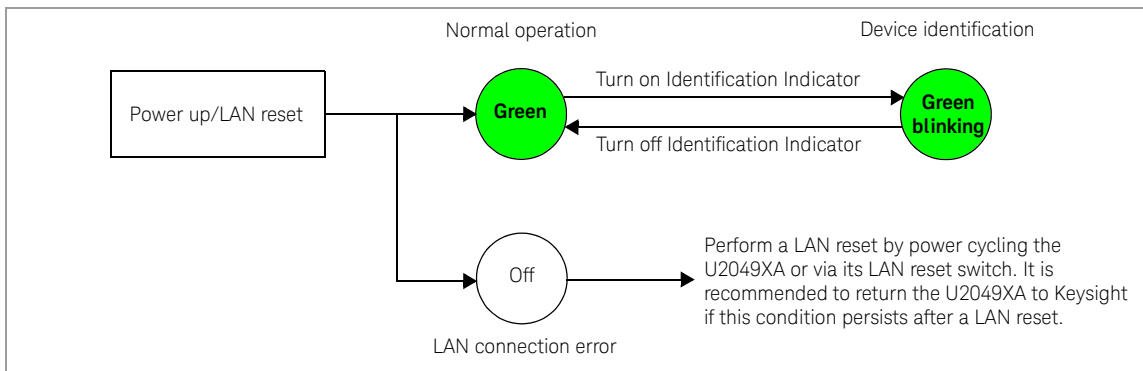 Normal operation
Device identification
Power up/LAN reset
Green
Turn on Identification Indicator
Green
blinking
Turn off Identification Indicator
Off
LAN connection error
Perform a LAN reset by power cycling the
U2049XA or via its LAN reset switch. It is
recommended to return the U2049XA to Keysight
if this condition persists after a LAN reset.